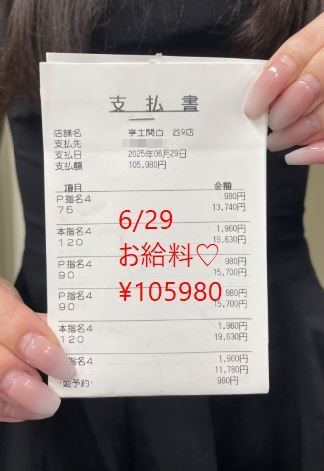 支払書
店舗名 亭主関白 谷9店
支払先
支払日 2025年06月29日
支払額 105,980円
項目 金額
P指名4 980円
75 13,740円
本指名4 1,960円
120 19,630円
P指名4 980円
90 15,700円
P指名4 980円
90 15,700円
本指名4 1,960円
120 19,630円
指名4 1,960円
11,780円
予約・ 980円
6/29
お給料♡
¥105980